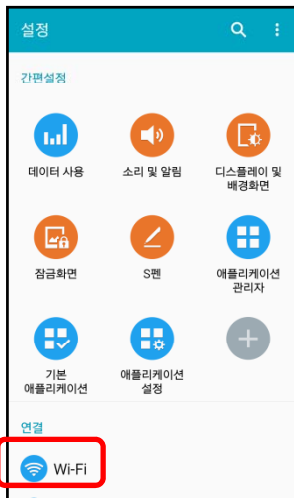 설정
간편설정
데이터 사용
소리 및 알림
디스플레이 및
배경화면
잠금화면
S펜
애플리케이션
관리자
기본
애플리케이션
애플리케이션
설정
연결
Wi-Fi